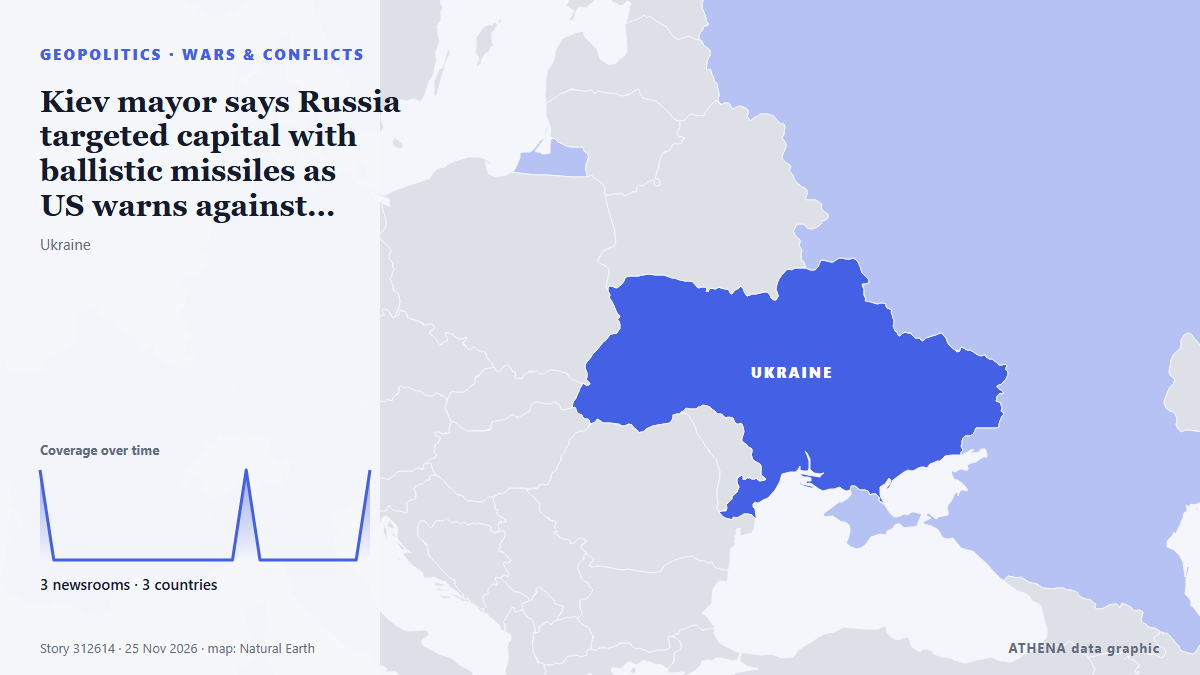 GEOPOLITICS · WARS & CONFLICTS
Kiev mayor says Russia
targeted capital with
ballistic missiles as
US warns against...
Ukraine
UKRAINE
Coverage over time
3 newsrooms · 3 countries
Story 312614 · 25 Nov 2026 · map: Natural Earth
ATHENA data graphic